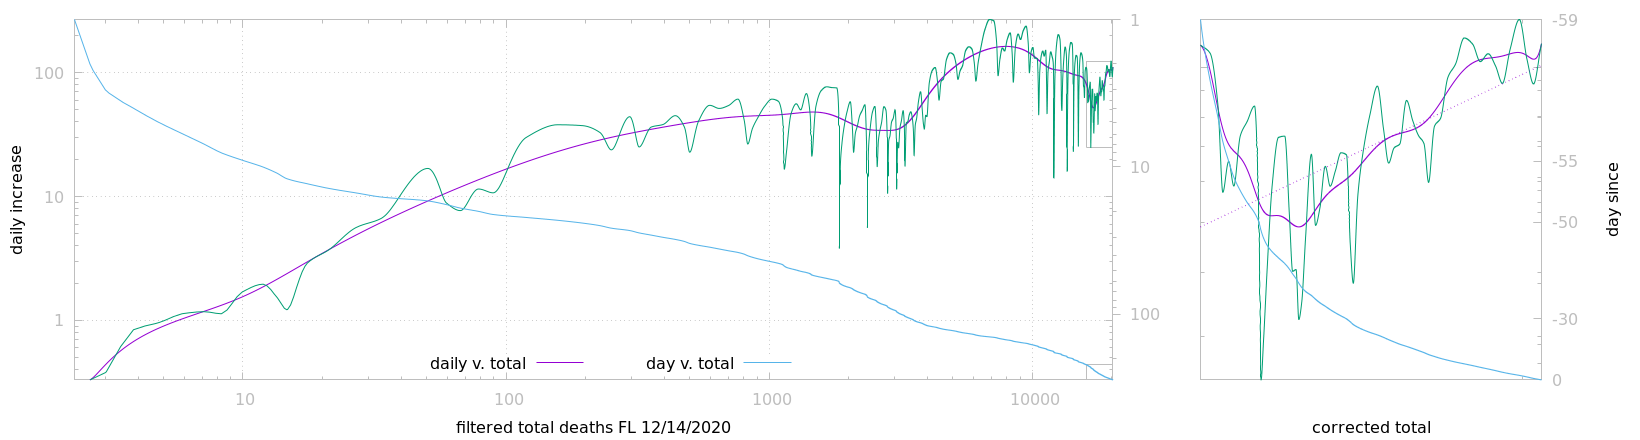 100
10
1
daily increase
10
100
1000
10000
filtered total deaths FL 12/14/2020
daily v. total
day v. total
1
10
100
-59
-55
-50
-30
0
day since
corrected total